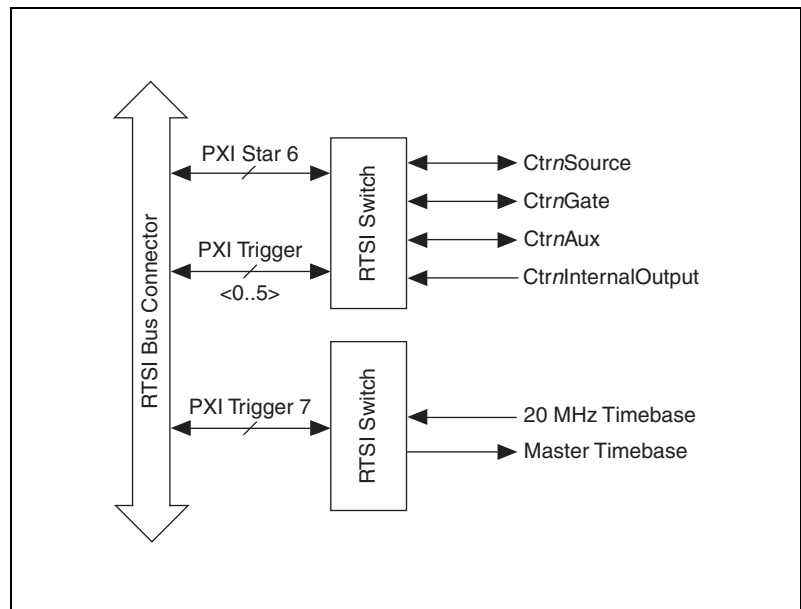 RTSI Bus Connector
PXI Star 6
PXI Trigger
<0..5>
RTSI Switch
CtrnSource
CtrnGate
CtrnAux
CtrnInternalOutput
PXI Trigger 7
RTSI Switch
20 MHz Timebase
Master Timebase